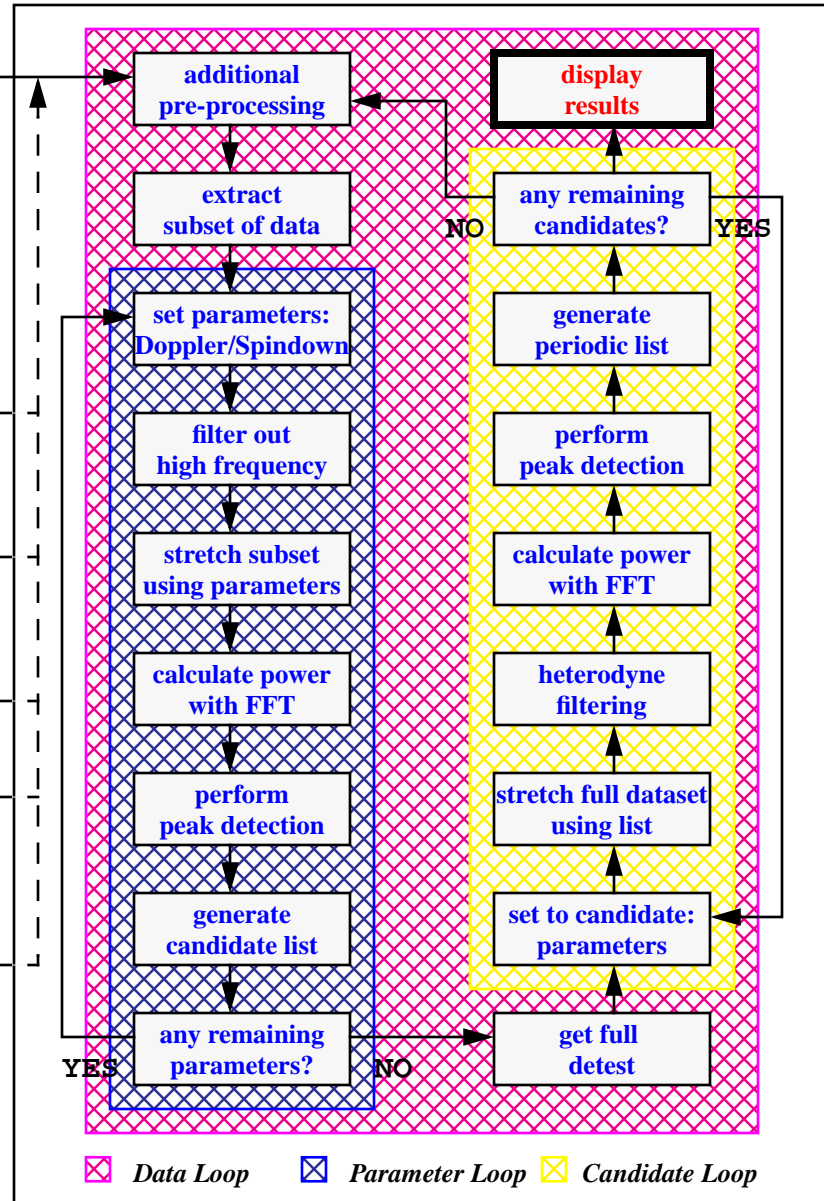 additional
pre-processing
extract
subset of data
set parameters:
Doppler/Spindown
filter out
high frequency
stretch subset
using parameters
calculate power
with FFT
perform
peak detection
generate
candidate list
any remaining
parameters?
YES
NO
display
results
any remaining
candidates?
NO
YES
generate
periodic list
perform
peak detection
calculate power
with FFT
heterodyne
filtering
stretch full dataset
using list
set to candidate:
parameters
get full
detest
Data Loop
Parameter Loop
Candidate Loop